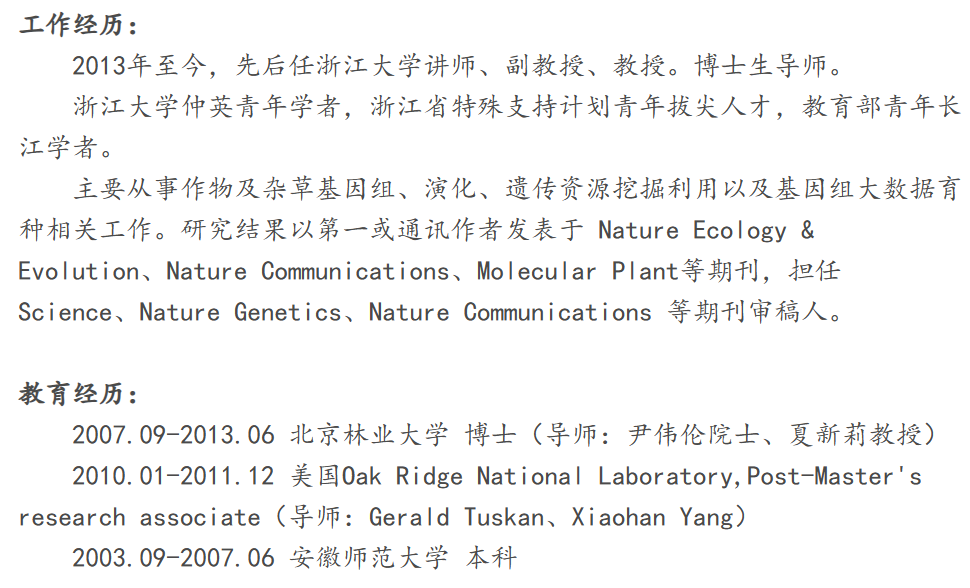 工作经历：
2013年至今，先后任浙江大学讲师、副教授、教授。博士生导师。
浙江大学仲英青年学者，浙江省特殊支持计划青年拔尖人才，教育部青年长
江学者。
主要从事作物及杂草基因组、演化、遗传资源挖掘利用以及基因组大数据育
种相关工作。研究结果以第一或通讯作者发表于 Nature Ecology &
Evolution、Nature Communications、Molecular Plant等期刊，担任
Science、Nature Genetics、Nature Communications 等期刊审稿人。
教育经历：
2007.09-2013.06 北京林业大学 博士（导师：尹伟伦院士、夏新莉教授）
2010.01-2011.12 美国Oak Ridge National Laboratory,Post-Master's
research associate（导师：Gerald Tuskan、Xiaohan Yang）
2003.09-2007.06 安徽师范大学 本科